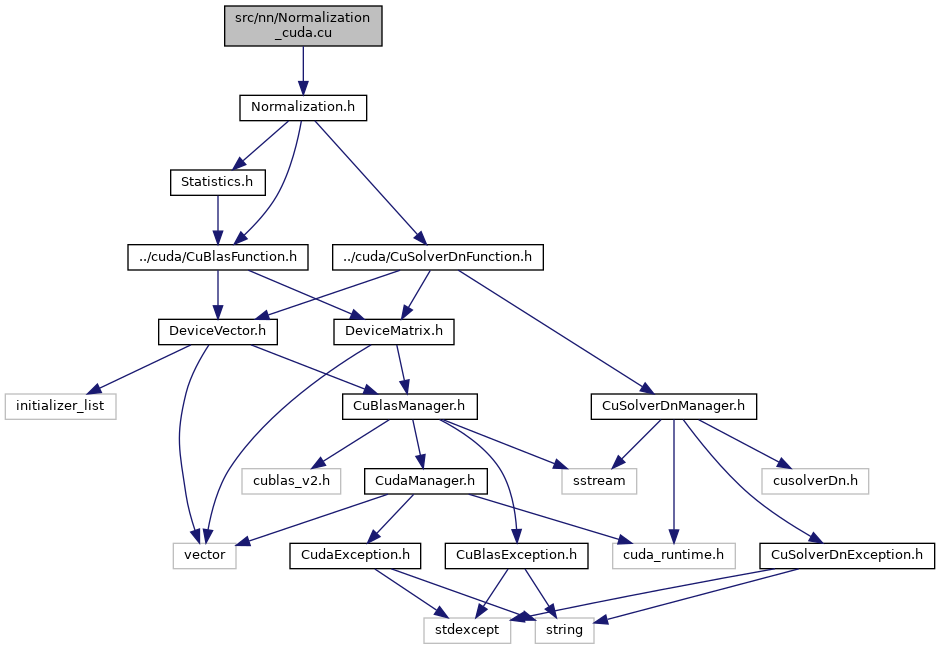 src/nn/Normalization
_cuda.cu
Normalization.h
Statistics.h
../cuda/CuBlasFunction.h
../cuda/CuSolverDnFunction.h
DeviceVector.h
DeviceMatrix.h
initializer_list
CuBlasManager.h
CuSolverDnManager.h
cublas_v2.h
CudaManager.h
sstream
cusolverDn.h
vector
CudaException.h
CuBlasException.h
cuda_runtime.h
CuSolverDnException.h
stdexcept
string